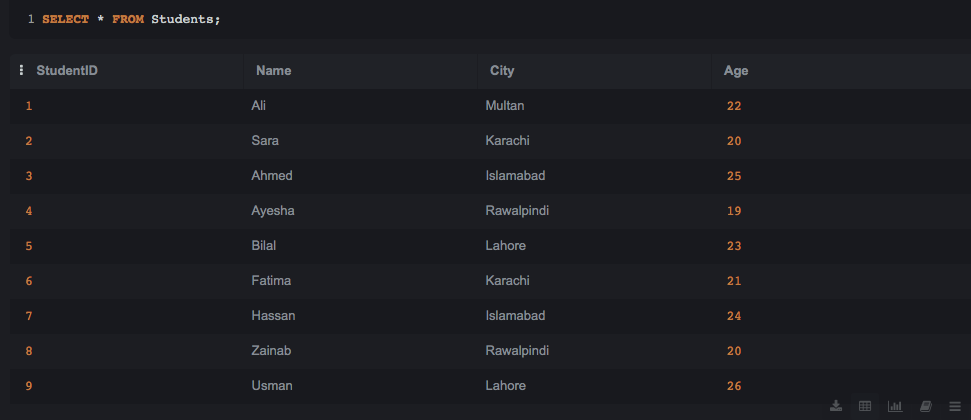 1 SELECT * FROM Students;
StudentID Name City Age
1 Ali Multan 22
2 Sara Karachi 20
3 Ahmed Islamabad 25
4 Ayesha Rawalpindi 19
5 Bilal Lahore 23
6 Fatima Karachi 21
7 Hassan Islamabad 24
8 Zainab Rawalpindi 20
9 Usman Lahore 26